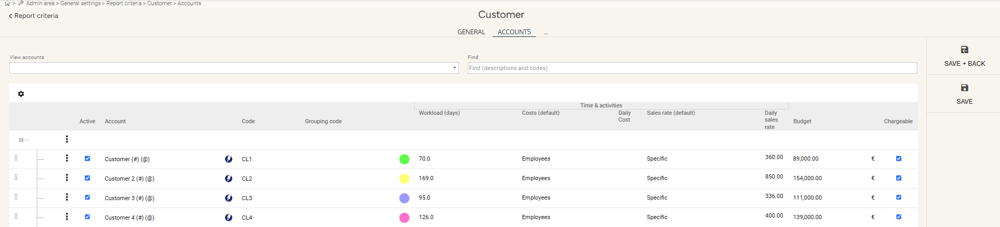 > Admin area > General settings > Report criteria > Customer > Accounts
Report criteria
Customer
GENERAL ACCOUNTS ...
View accounts
Find
Find (descriptions and codes)
SAVE + BACK
SAVE
Time & activities
Active Account Code Grouping code Workload (days) Costs (default) Daily Cost Sales rate (default) Daily sales rate Budget Chargeable
Customer (#) (@) CL1 70.0 Employees Specific 360.00 89,000.00 €
Customer 2 (#) (@) CL2 169.0 Employees Specific 850.00 154,000.00 €
Customer 3 (#) (@) CL3 95.0 Employees Specific 336.00 111,000.00 €
Customer 4 (#) (@) CL4 126.0 Employees Specific 400.00 139,000.00 €